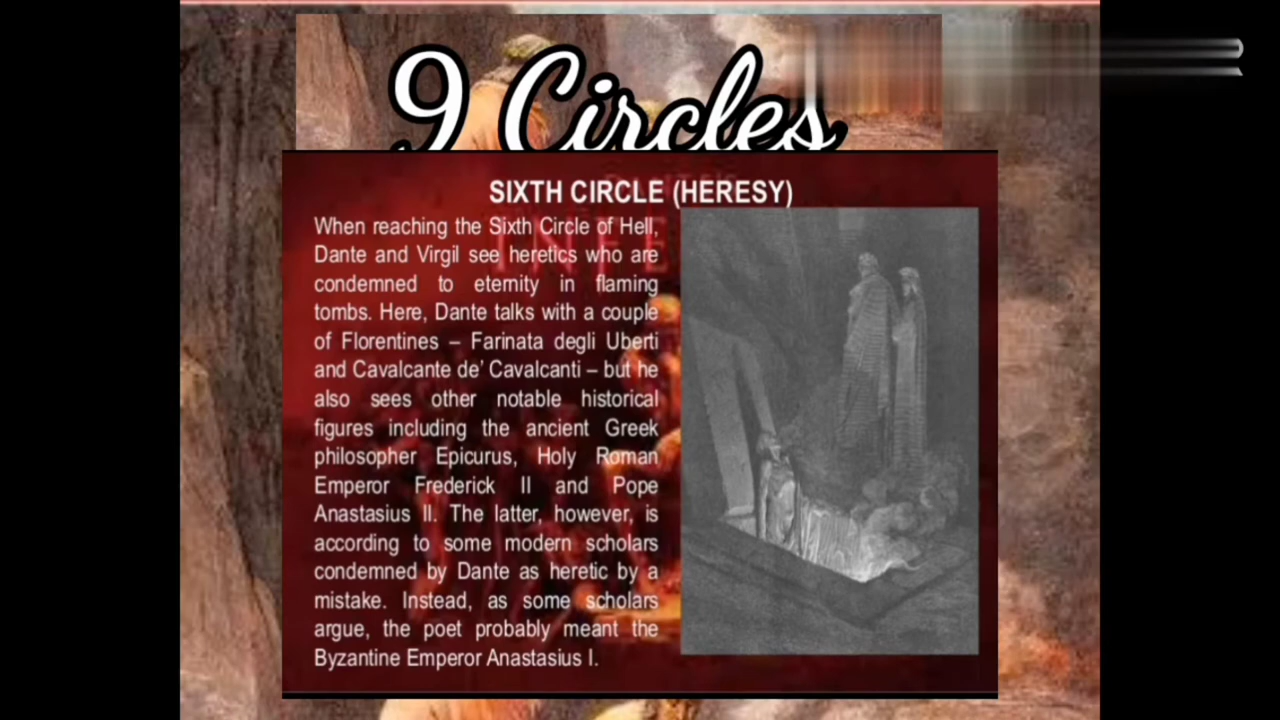 9 Circles
SIXTH CIRCLE (HERESY)
When reaching the Sixth Circle of Hell,
Dante and Virgil see heretics who are
condemned to eternity in flaming
tombs. Here, Dante talks with a couple
of Florentines – Farinata degli Uberti
and Cavalcante de’ Cavalcanti – but he
also sees other notable historical
figures including the ancient Greek
philosopher Epicurus, Holy Roman
Emperor Frederick II and Pope
Anastasius II. The latter, however, is
according to some modern scholars
condemned by Dante as heretic by a
mistake. Instead, as some scholars
argue, the poet probably meant the
Byzantine Emperor Anastasius I.